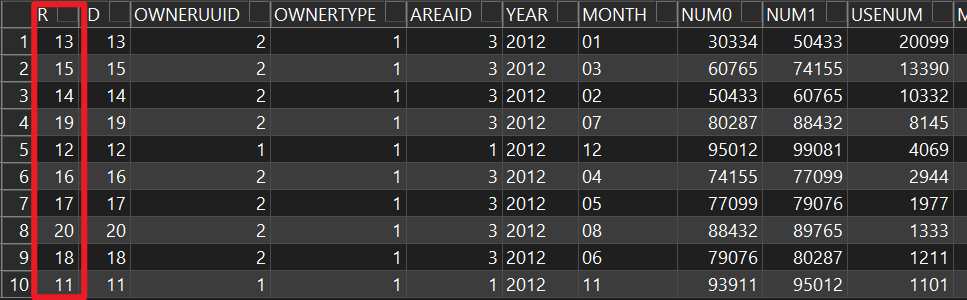 R D OWNERUUID OWNERTYPE AREAID YEAR MONTH NUM0 NUM1 USENUM
1 13 13 2 1 3 2012 01 30334 50433 20099
2 15 15 2 1 3 2012 03 60765 74155 13390
3 14 14 2 1 3 2012 02 50433 60765 10332
4 19 19 2 1 3 2012 07 80287 88432 8145
5 12 12 1 1 1 2012 12 95012 99081 4069
6 16 16 2 1 3 2012 04 74155 77099 2944
7 17 17 2 1 3 2012 05 77099 79076 1977
8 20 20 2 1 3 2012 08 88432 89765 1333
9 18 18 2 1 3 2012 06 79076 80287 1211
10 11 11 1 1 1 2012 11 93911 95012 1101